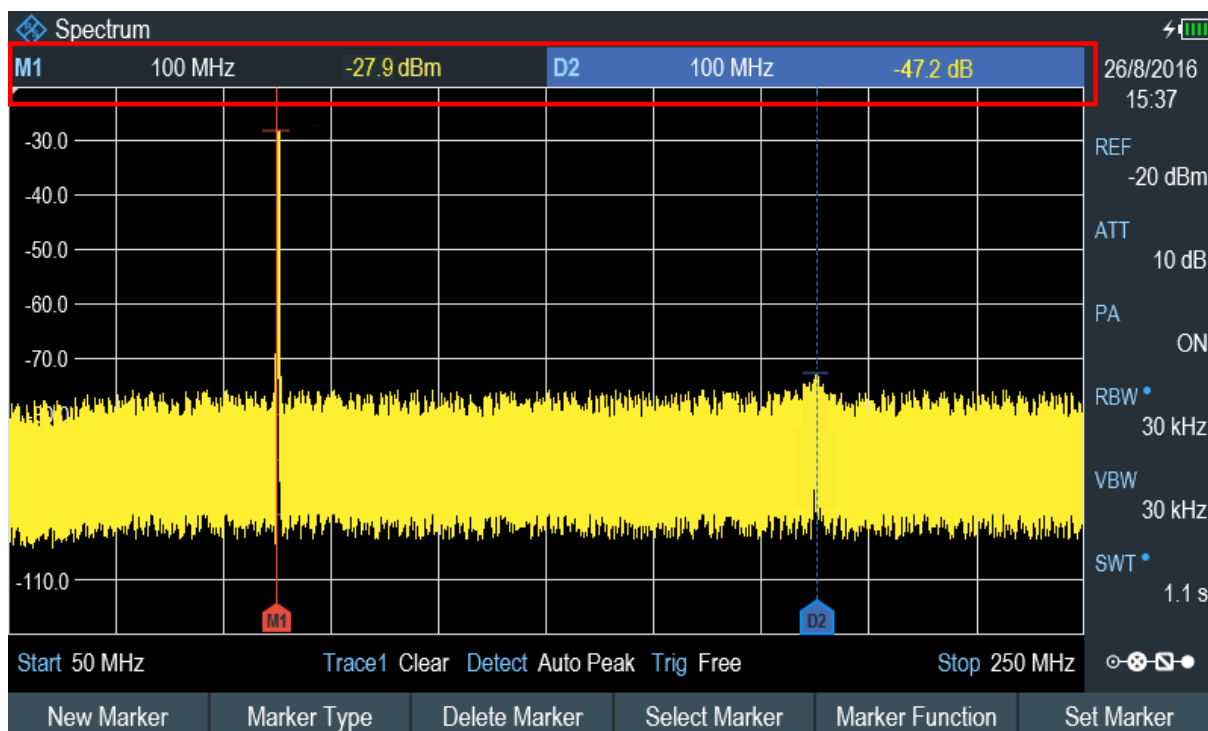 Spectrum
M1 100 MHz -27.9 dBm D2 100 MHz -47.2 dB
26/8/2016
15:37
-30.0
-40.0
-50.0
-60.0
-70.0
-110.0
M1
D2
REF
-20 dBm
ATT
10 dB
PA
ON
RBW
30 kHz
VBW
30 kHz
SWT
1.1 s
Start 50 MHz Trace1 Clear Detect Auto Peak Trig Free Stop 250 MHz
New Marker Marker Type Delete Marker Select Marker Marker Function Set Marker